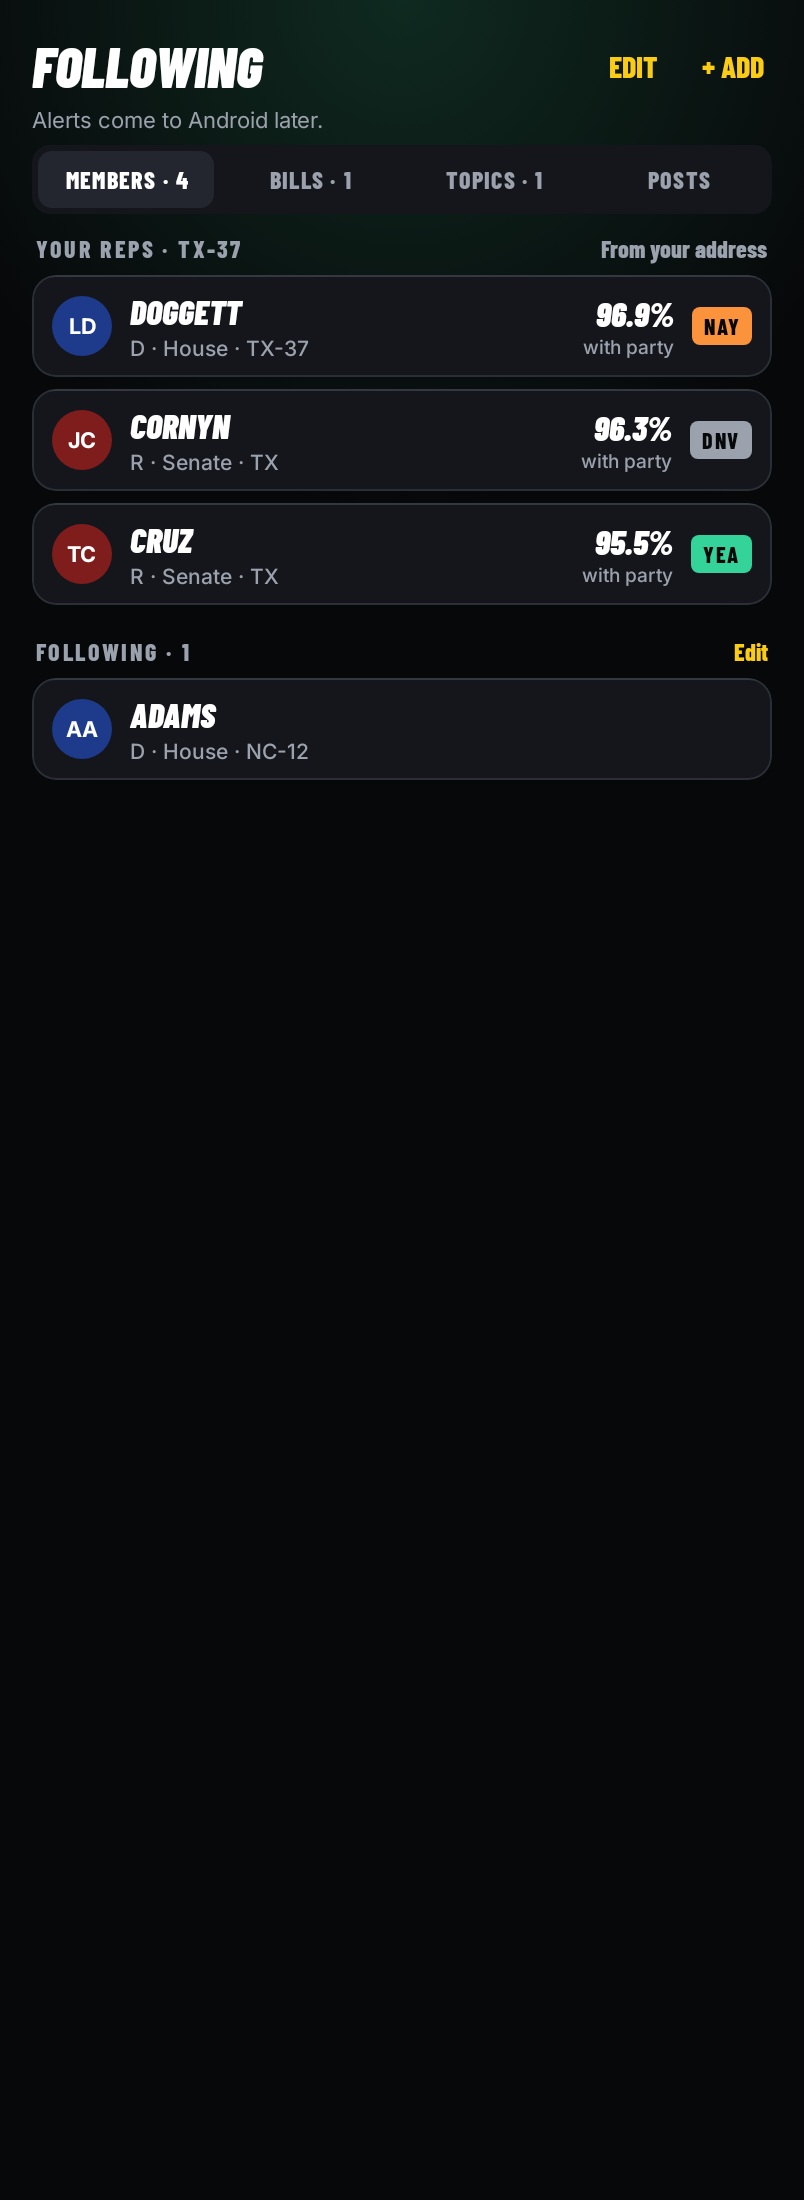 FOLLOWING
EDIT + ADD
Alerts come to Android later.
MEMBERS · 4 BILLS · 1 TOPICS · 1 POSTS
YOUR REPS · TX-37 From your address
LD DOGGETT 96.9% NAY
D · House · TX-37 with party
JC CORNYN 96.3% DNV
R · Senate · TX with party
TC CRUZ 95.5% YEA
R · Senate · TX with party
FOLLOWING · 1 Edit
AA ADAMS
D · House · NC-12